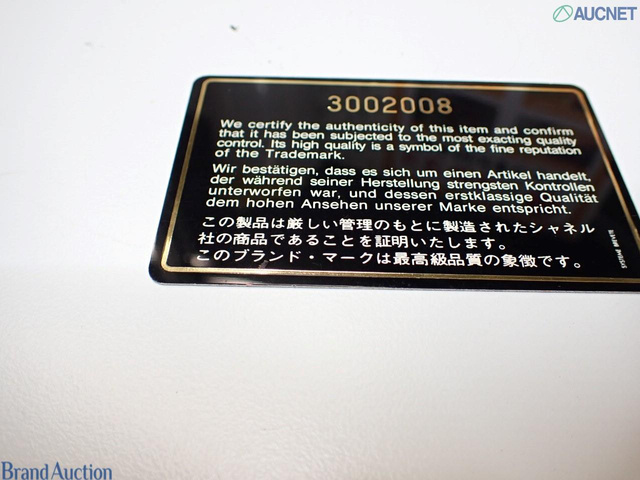 AUCNET
3002008
We certify the authenticity of this item and confirm
that it has been subjected to the most exacting quality
control. Its high quality is a symbol of the fine reputation
of the Trademark.
Wir bestätigen, dass es sich um einen Artikel handelt,
der während seiner Herstellung strengsten Kontrollen
unterworfen war, und dessen erstklassige Qualität
dem hohen Ansehen unserer Marke entspricht.
この製品は厳しい管理のもとに製造されたシャネル
社の商品であることを証明いたします。
このブランド・マークは最高級品質の象徴です。
Brand Auction